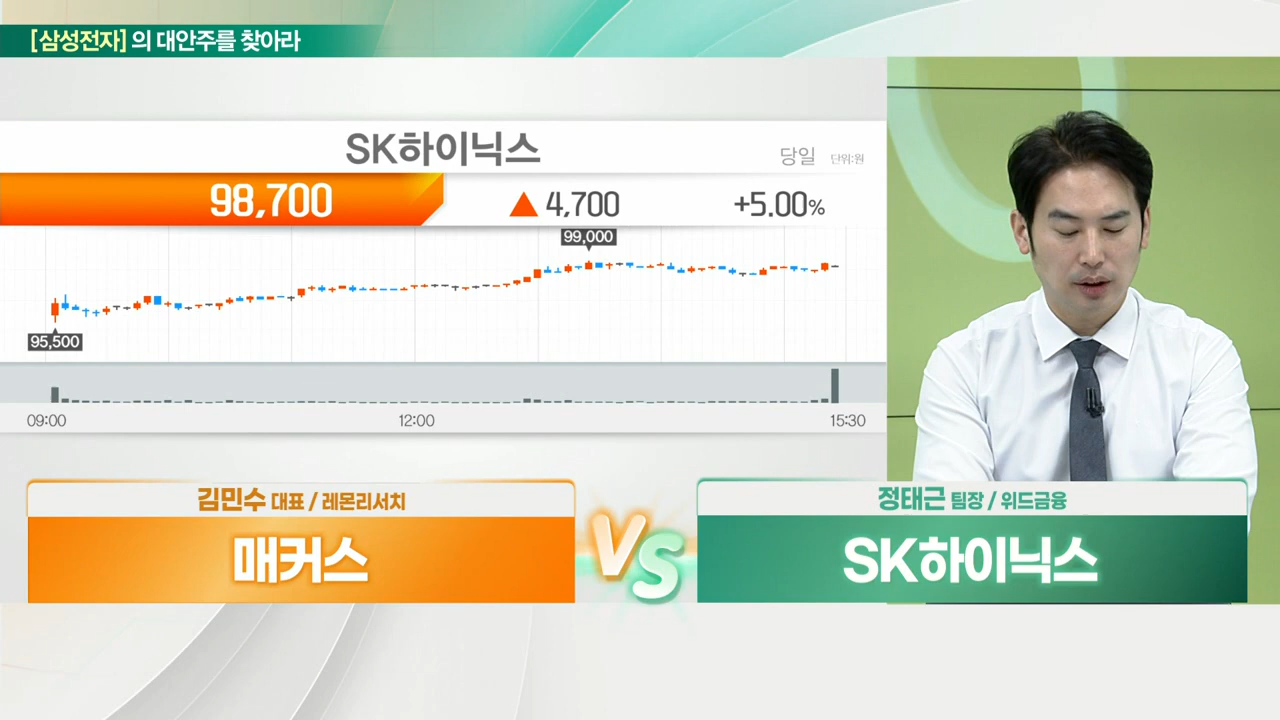 [삼성전자]의 대안주를 찾아라
SK하이닉스
당일 단위:원
98,700 ▲ 4,700 +5.00%
99,000
95,500
09:00 12:00 15:30
김민수 대표 / 레몬리서치
매커스
VS
정태근 팀장 / 위드금융
SK하이닉스